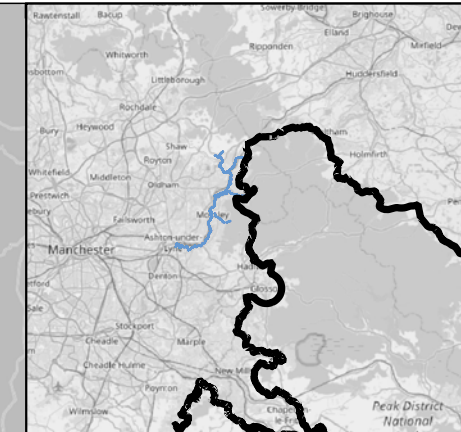 Rawtenstall
Bacup
Sowerby Bridge
Brighouse
Elland
Whitworth
Ripponden
Mirfield
Littleborough
Huddersfield
Rochdale
Bury
Heywood
Shaw
Holmfirth
Whitefield
Royton
Middleton
Oldham
Prestwich
Failsworth
Mossley
Ashton-under-
Lyne
Manchester
Denton
Glossop
Sale
Stockport
Marple
Cheadle
Cheadle Hulme
New Mills
Poynton
Wilmslow
Peak District
National